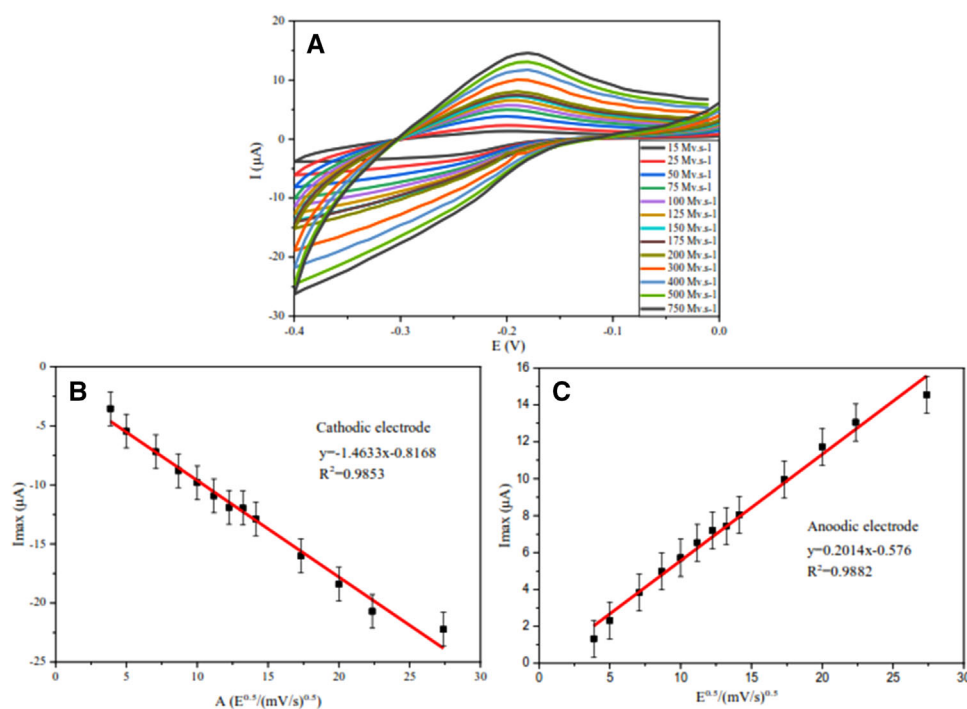 A
20
10
0
-10
-20
-30
I (µA)
-0.4
-0.3
-0.2
-0.1
0.0
E (V)
15 Mv.s-1
25 Mv.s-1
50 Mv.s-1
75 Mv.s-1
100 Mv.s-1
125 Mv.s-1
150 Mv.s-1
175 Mv.s-1
200 Mv.s-1
300 Mv.s-1
400 Mv.s-1
500 Mv.s-1
750 Mv.s-1
B
0
-5
-10
-15
-20
-25
Imax (µA)
Cathodic electrode
y=-1.4633x-0.8168
R²=0.9853
0
5
10
15
20
25
30
A (E^0.5/(mV/s)^0.5)
C
16
14
12
10
8
6
4
2
0
Imax (µA)
Anoodic electrode
y=0.2014x-0.576
R²=0.9882
0
5
10
15
20
25
30
E^0.5/(mV/s)^0.5